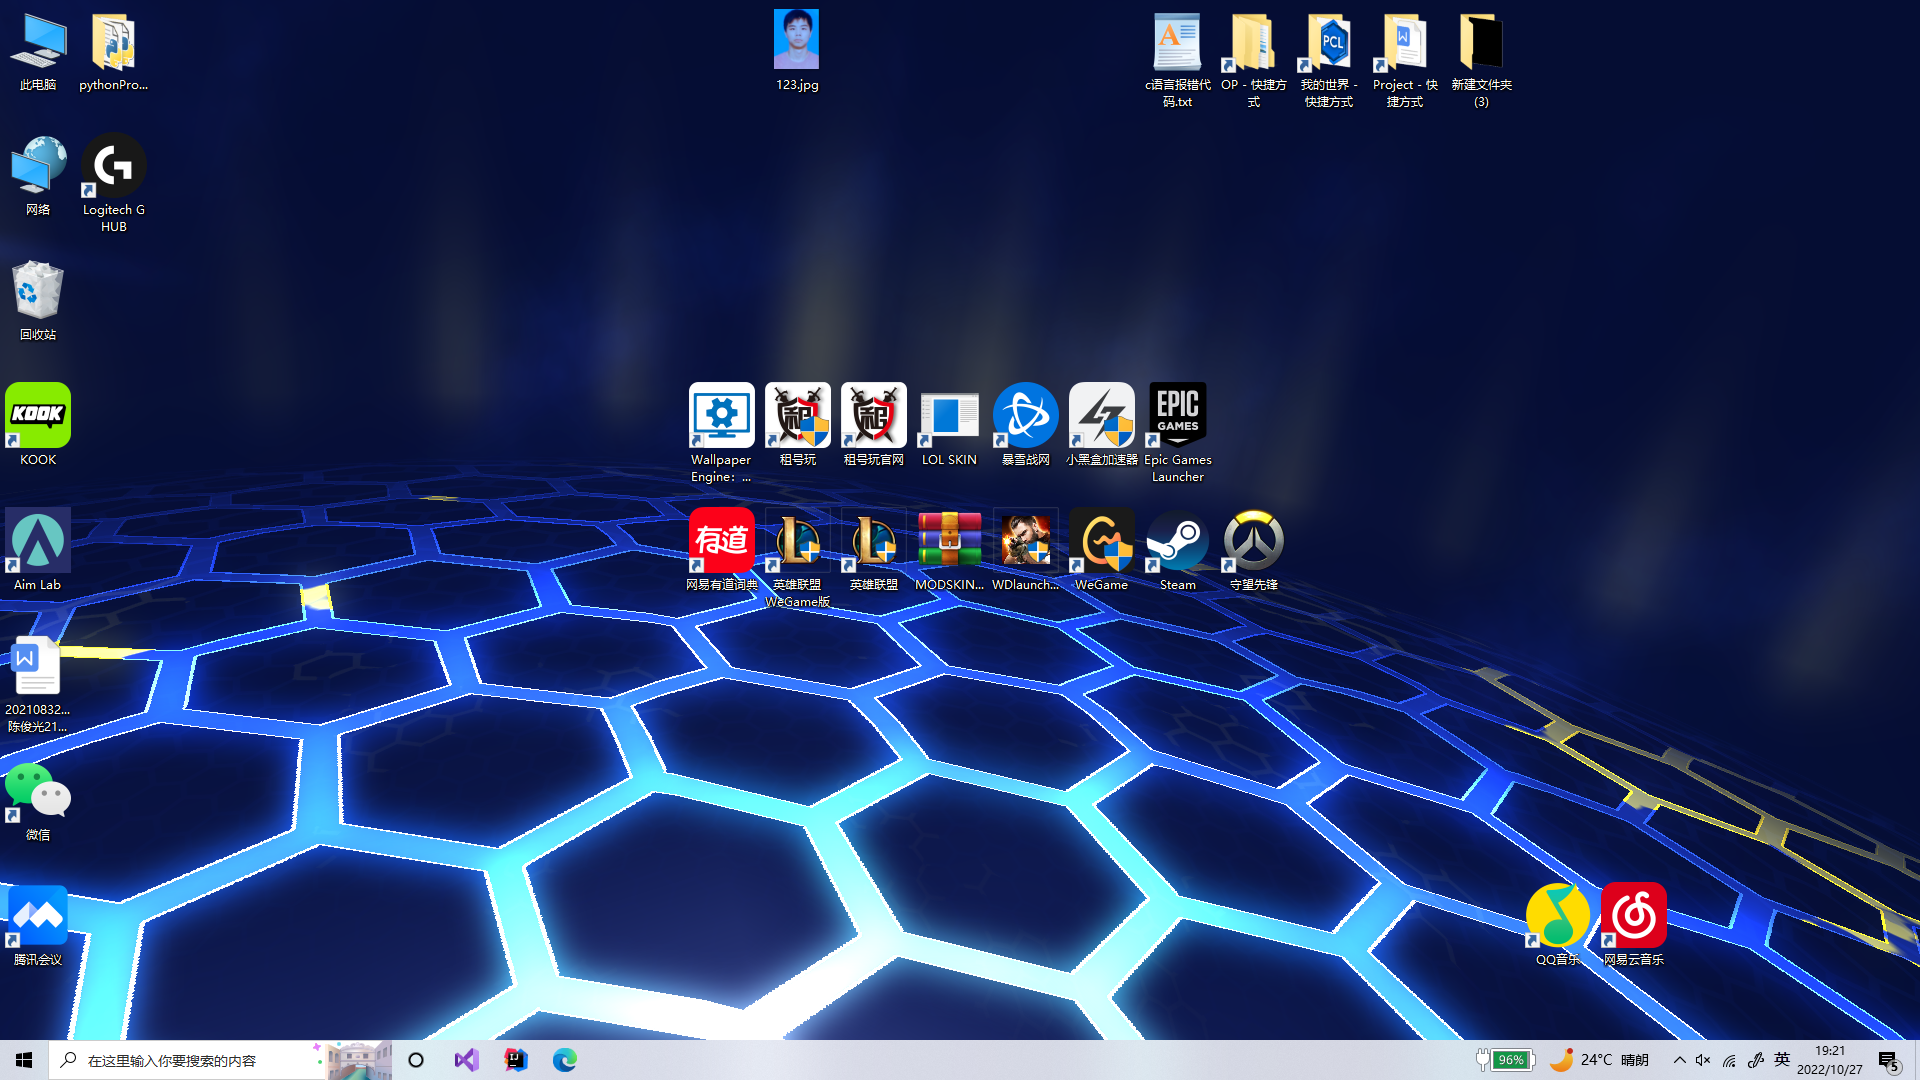 此电脑
pythonPro...
123.jpg
c语言报错代
码.txt
OP - 快捷方
式
我的世界 -
快捷方式
Project - 快
捷方式
新建文件夹
(3)
PCL
网络
Logitech G
HUB
回收站
KOOK
KOOK
Wallpaper
Engine: ...
租号玩
租号玩官网
LOL SKIN
暴雪战网
小黑盒加速器
EPIC
GAMES
Epic Games
Launcher
Aim Lab
有道
网易有道词典
英雄联盟
WeGame版
英雄联盟
MODSKIN...
WDlaunch...
WeGame
Steam
守望先锋
20210832...
陈俊光21...
微信
腾讯会议
QQ音乐
网易云音乐
在这里输入你要搜索的内容
96%
24°C 晴朗
英
19:21
2022/10/27
5